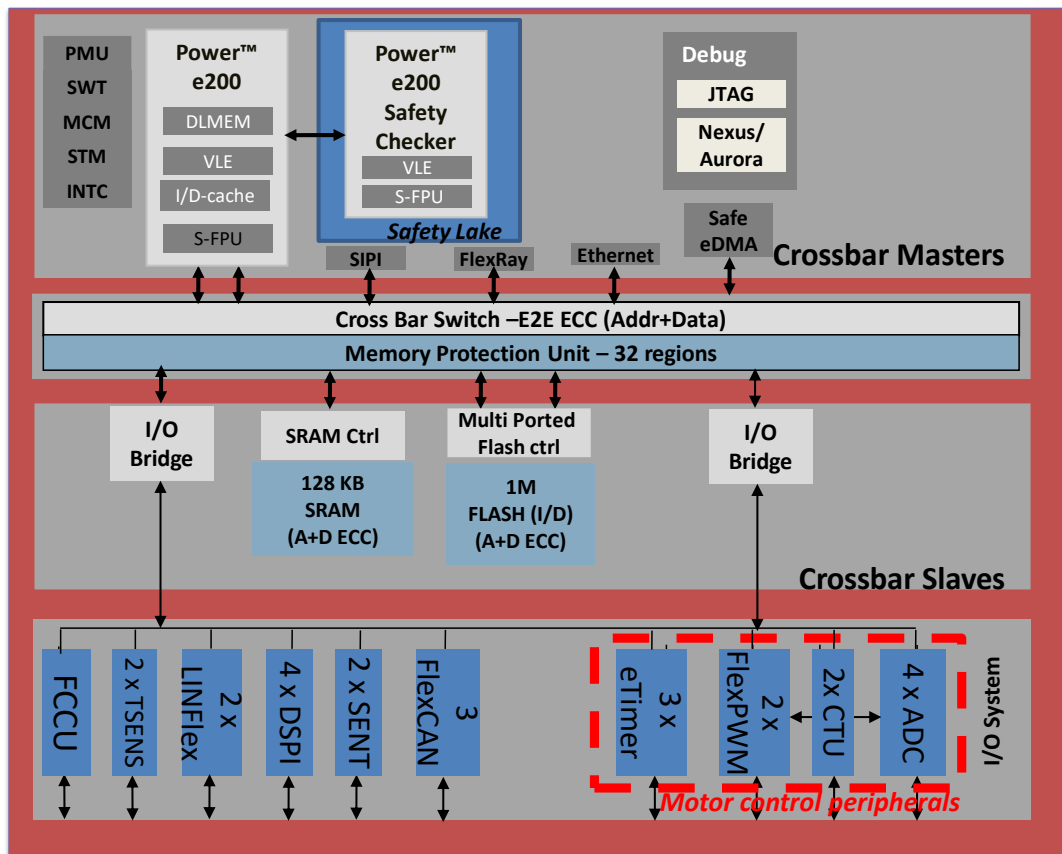 PMU
SWT
MCM
STM
INTC
Power™
e200
DLMEM
VLE
I/D-cache
S-FPU
Power™
e200
Safety
Checker
VLE
S-FPU
Safety Lake
Debug
JTAG
Nexus/
Aurora
SIPI
FlexRay
Ethernet
Safe
eDMA
Crossbar Masters
Cross Bar Switch –E2E ECC (Addr+Data)
Memory Protection Unit – 32 regions
I/O
Bridge
SRAM Ctrl
128 KB
SRAM
(A+D ECC)
Multi Ported
Flash ctrl
1M
FLASH (I/D)
(A+D ECC)
I/O
Bridge
Crossbar Slaves
FCCU
2 x TSENS
2 x
LINFlex
4 x DSPI
2 x SENT
3
FlexCAN
3 x
eTimer
2 x
FlexPWM
2x CTU
4 x ADC
I/O System
Motor control peripherals